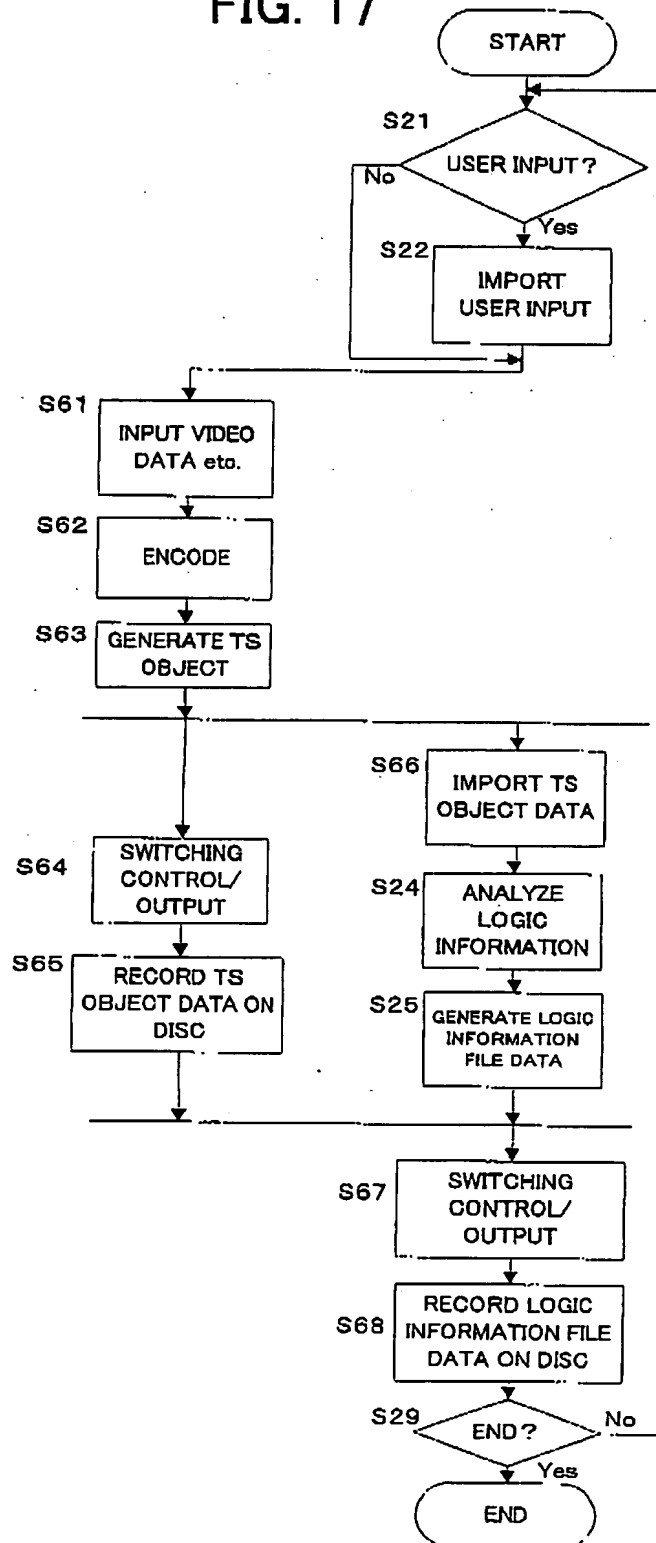 FIG. 17
START
S21
USER INPUT?
No
Yes
S22
IMPORT
USER INPUT
S61
INPUT VIDEO
DATA etc.
S62
ENCODE
S63
GENERATE TS
OBJECT
S66
IMPORT TS
OBJECT DATA
S64
SWITCHING
CONTROL/
OUTPUT
S24
ANALYZE
LOGIC
INFORMATION
S65
RECORD TS
OBJECT DATA ON
DISC
S25
GENERATE LOGIC
INFORMATION
FILE DATA
S67
SWITCHING
CONTROL/
OUTPUT
S68
RECORD LOGIC
INFORMATION FILE
DATA ON DISC
S29
END?
No
Yes
END